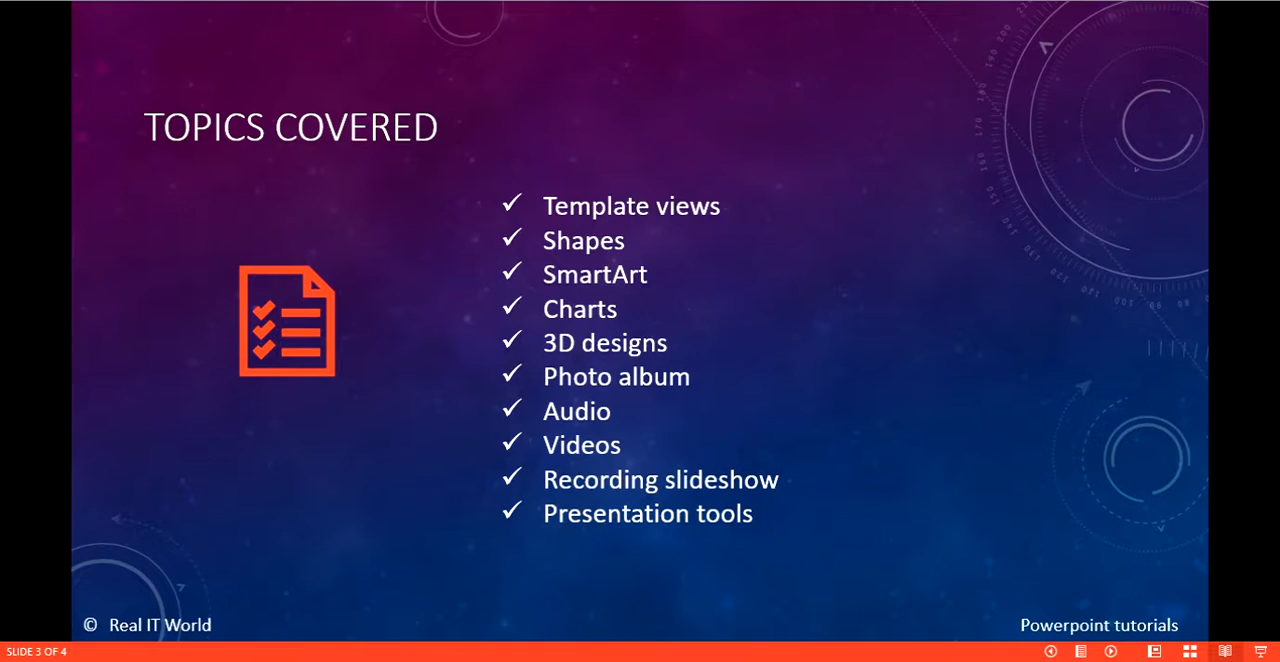 TOPICS COVERED
✓ Template views
✓ Shapes
✓ SmartArt
✓ Charts
✓ 3D designs
✓ Photo album
✓ Audio
✓ Videos
✓ Recording slideshow
✓ Presentation tools
© Real IT World
Powerpoint tutorials
SLIDE 3 OF 4